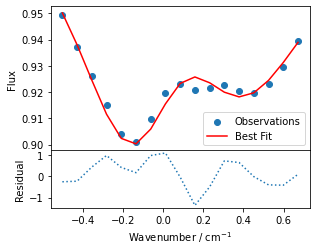 0.95
0.94
0.93
0.92
0.91
0.90
Flux
Observations
Best Fit
1
0
−1
Residual
−0.4 −0.2 0.0 0.2 0.4 0.6
Wavenumber / cm⁻¹